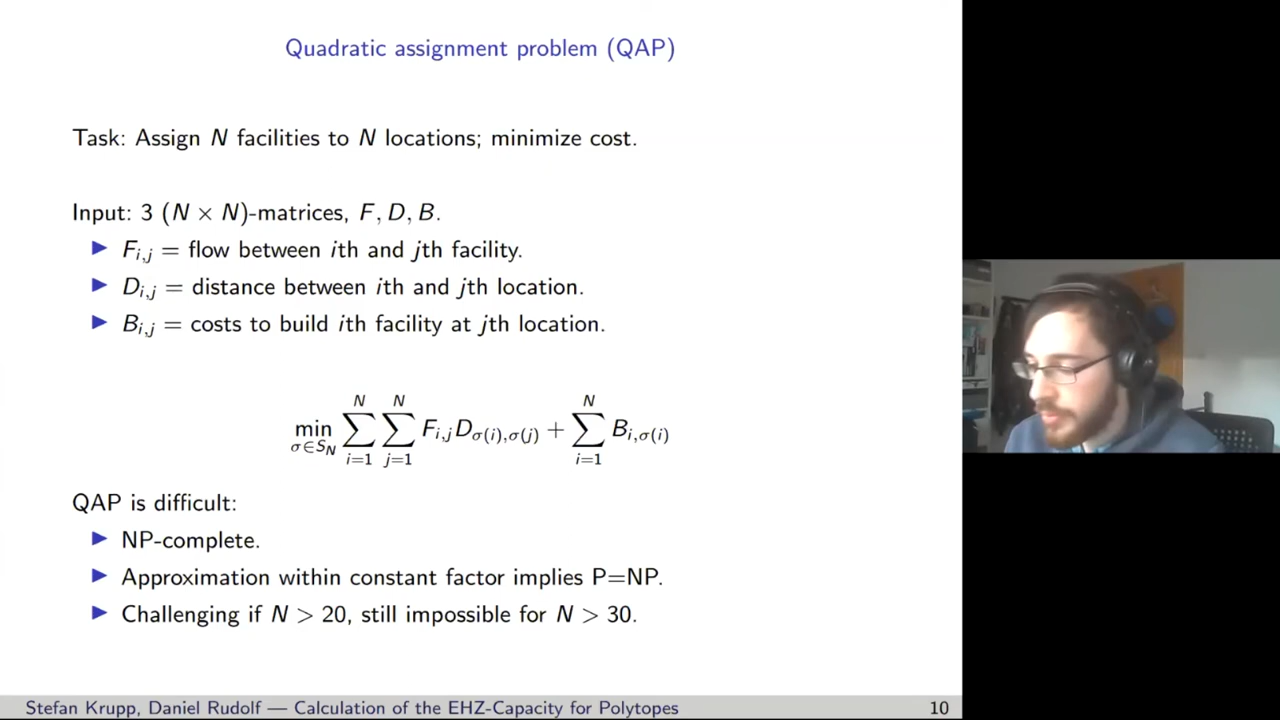 Quadratic assignment problem (QAP)
Task: Assign N facilities to N locations; minimize cost.
Input: 3 (N × N)-matrices, F, D, B.
▶ F_{i,j} = flow between ith and jth facility.
▶ D_{i,j} = distance between ith and jth location.
▶ B_{i,j} = costs to build ith facility at jth location.
min_{σ∈S_N} ∑_{i=1}^{N} ∑_{j=1}^{N} F_{i,j} D_{σ(i),σ(j)} + ∑_{i=1}^{N} B_{i,σ(i)}
QAP is difficult:
▶ NP-complete.
▶ Approximation within constant factor implies P=NP.
▶ Challenging if N > 20, still impossible for N > 30.
Stefan Krupp, Daniel Rudolf — Calculation of the EHZ-Capacity for Polytopes 10